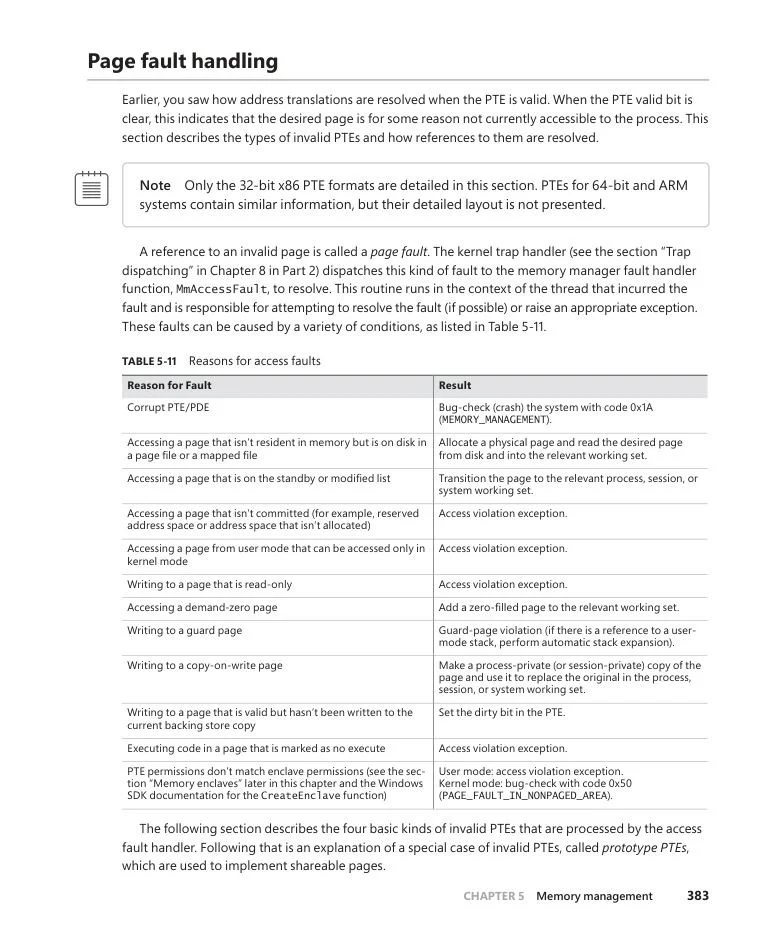 Page fault handling
Earlier, you saw how address translations are resolved when the PTE is valid. When the PTE valid bit is
clear, this indicates that the desired page is for some reason not currently accessible to the process. This
section describes the types of invalid PTEs and how references to them are resolved.
Note Only the 32-bit x86 PTE formats are detailed in this section. PTEs for 64-bit and ARM
systems contain similar information, but their detailed layout is not presented.
A reference to an invalid page is called a page fault. The kernel trap handler (see the section “Trap
dispatching” in Chapter 8 in Part 2) dispatches this kind of fault to the memory manager fault handler
function, MmAccessFault, to resolve. This routine runs in the context of the thread that incurred the
fault and is responsible for attempting to resolve the fault (if possible) or raise an appropriate exception.
These faults can be caused by a variety of conditions, as listed in Table 5-11.
TABLE 5-11 Reasons for access faults
Reason for Fault Result
Corrupt PTE/PDE
Bug-check (crash) the system with code 0x1A
(MEMORY_MANAGEMENT).
Accessing a page that isn’t resident in memory but is on disk in
a page file or a mapped file
Allocate a physical page and read the desired page
from disk and into the relevant working set.
Accessing a page that is on the standby or modified list
Transition the page to the relevant process, session, or
system working set.
Accessing a page that isn’t committed (for example, reserved
address space or address space that isn’t allocated)
Access violation exception.
Accessing a page from user mode that can be accessed only in
kernel mode
Access violation exception.
Writing to a page that is read-only
Access violation exception.
Accessing a demand-zero page
Add a zero-filled page to the relevant working set.
Writing to a guard page
Guard-page violation (if there is a reference to a user-
mode stack, perform automatic stack expansion).
Writing to a copy-on-write page
Make a process-private (or session-private) copy of the
page and use it to replace the original in the process,
session, or system working set.
Writing to a page that is valid but hasn’t been written to the
current backing store copy
Set the dirty bit in the PTE.
Executing code in a page that is marked as no execute
Access violation exception.
PTE permissions don’t match enclave permissions (see the sec-
tion “Memory enclaves” later in this chapter and the Windows
SDK documentation for the CreateEnclave function)
User mode: access violation exception.
Kernel mode: bug-check with code 0x50
(PAGE_FAULT_IN_NONPAGED_AREA).
The following section describes the four basic kinds of invalid PTEs that are processed by the access
fault handler. Following that is an explanation of a special case of invalid PTEs, called prototype PTEs,
which are used to implement shareable pages.
CHAPTER 5 Memory management 383